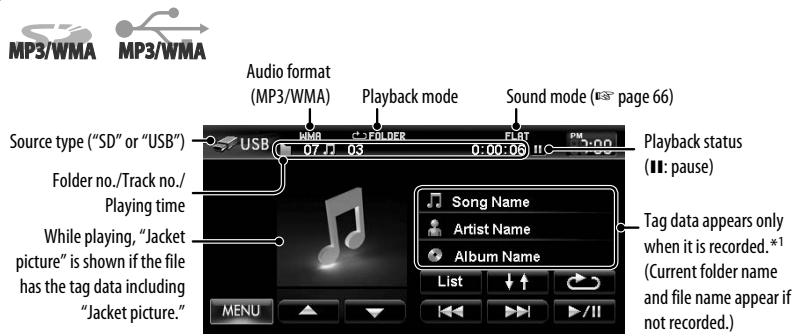 MP3/WMA MP3/WMA
Audio format
(MP3/WMA)
Playback mode
Sound mode (☞ page 66)
Source type (“SD” or “USB”)
Folder no./Track no./
Playing time
While playing, “Jacket
picture” is shown if the file
has the tag data including
“Jacket picture.”
USB
WMA FOLDER FLAT
07 03 0:00:06
PM
Song Name
Artist Name
Album Name
List
MENU
Playback status
(▮▮: pause)
Tag data appears only
when it is recorded.*1
(Current folder name
and file name appear if
not recorded.)